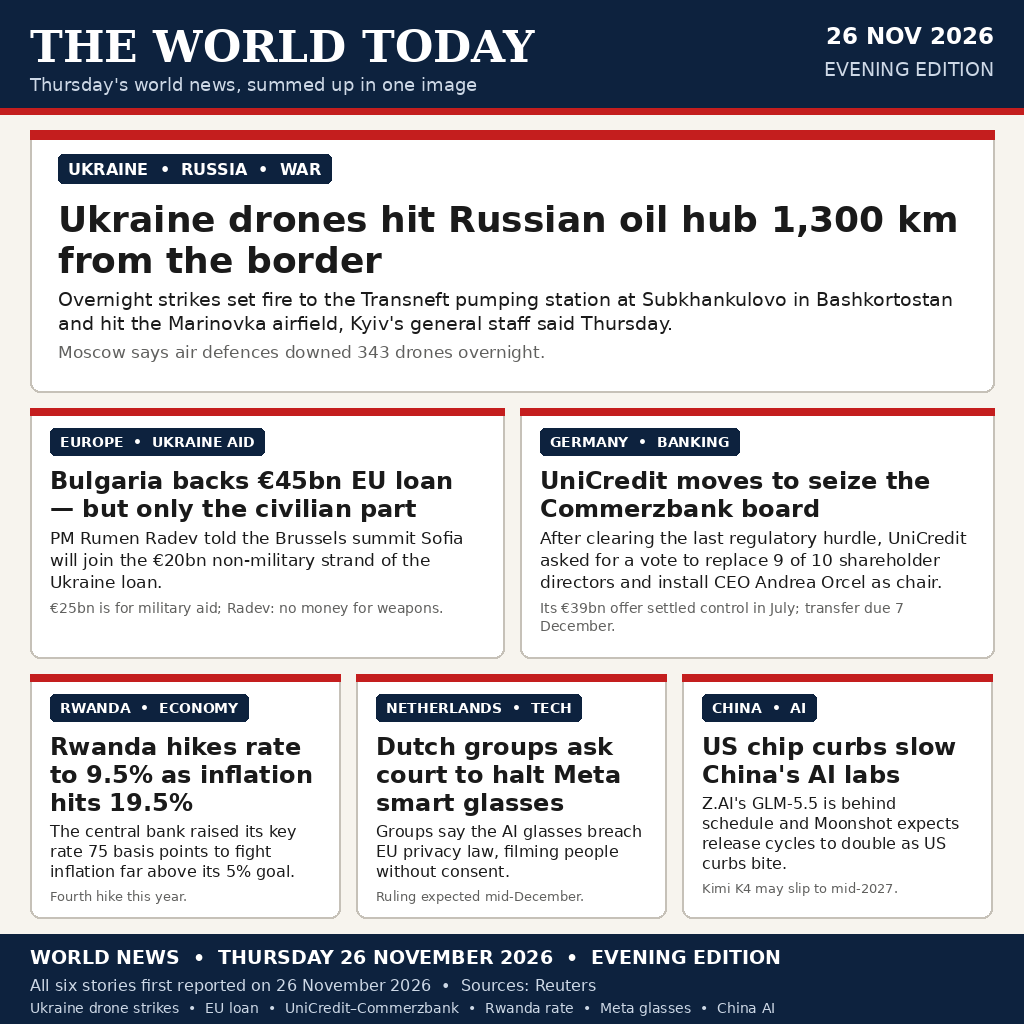 THE WORLD TODAY
Thursday's world news, summed up in one image
26 NOV 2026
EVENING EDITION
UKRAINE • RUSSIA • WAR
Ukraine drones hit Russian oil hub 1,300 km
from the border
Overnight strikes set fire to the Transneft pumping station at Subkhankulovo in Bashkortostan
and hit the Marinovka airfield, Kyiv's general staff said Thursday.
Moscow says air defences downed 343 drones overnight.
EUROPE • UKRAINE AID
Bulgaria backs €45bn EU loan
— but only the civilian part
PM Rumen Radev told the Brussels summit Sofia
will join the €20bn non-military strand of the
Ukraine loan.
€25bn is for military aid; Radev: no money for weapons.
GERMANY • BANKING
UniCredit moves to seize the
Commerzbank board
After clearing the last regulatory hurdle, UniCredit
asked for a vote to replace 9 of 10 shareholder
directors and install CEO Andrea Orcel as chair.
Its €39bn offer settled control in July; transfer due 7
December.
RWANDA • ECONOMY
Rwanda hikes rate
to 9.5% as inflation
hits 19.5%
The central bank raised its key
rate 75 basis points to fight
inflation far above its 5% goal.
Fourth hike this year.
NETHERLANDS • TECH
Dutch groups ask
court to halt Meta
smart glasses
Groups say the AI glasses breach
EU privacy law, filming people
without consent.
Ruling expected mid-December.
CHINA • AI
US chip curbs slow
China's AI labs
Z.AI's GLM-5.5 is behind
schedule and Moonshot expects
release cycles to double as US
curbs bite.
Kimi K4 may slip to mid-2027.
WORLD NEWS • THURSDAY 26 NOVEMBER 2026 • EVENING EDITION
All six stories first reported on 26 November 2026 • Sources: Reuters
Ukraine drone strikes • EU loan • UniCredit–Commerzbank • Rwanda rate • Meta glasses • China AI